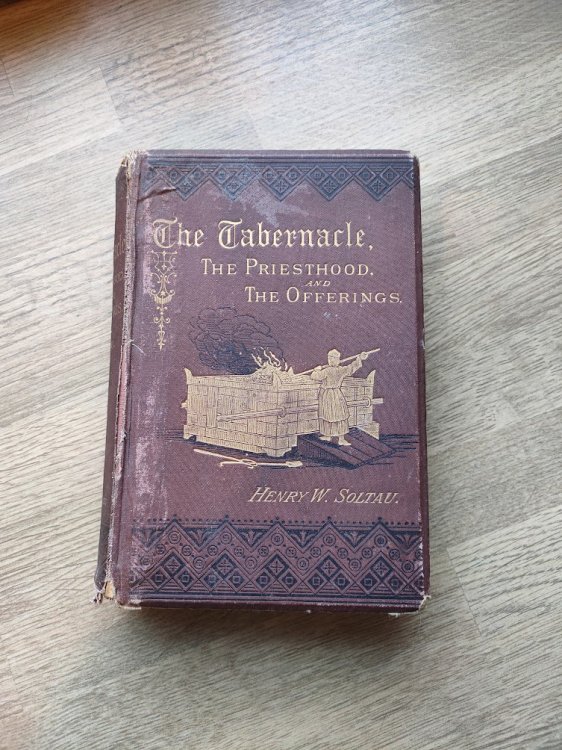 The Tabernacle,
THE PRIESTHOOD,
AND
THE OFFERINGS.
HENRY W. SOLTAU.